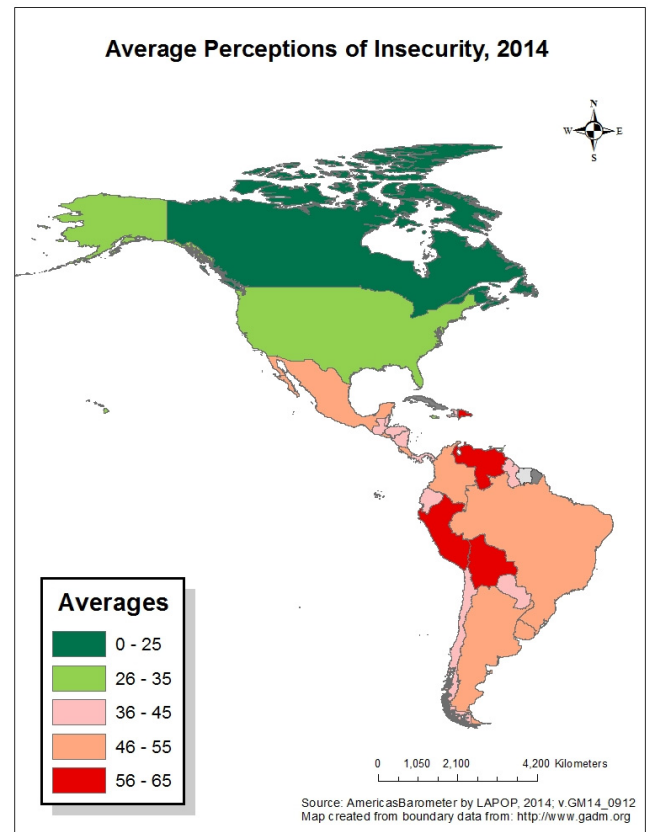 Average Perceptions of Insecurity, 2014
N
W E
S
Averages
0 - 25
26 - 35
36 - 45
46 - 55
56 - 65
0 1,050 2,100 4,200 Kilometers
Source: AmericasBarometer by LAPOP, 2014; v.GM14_0912
Map created from boundary data from: http://www.gadm.org